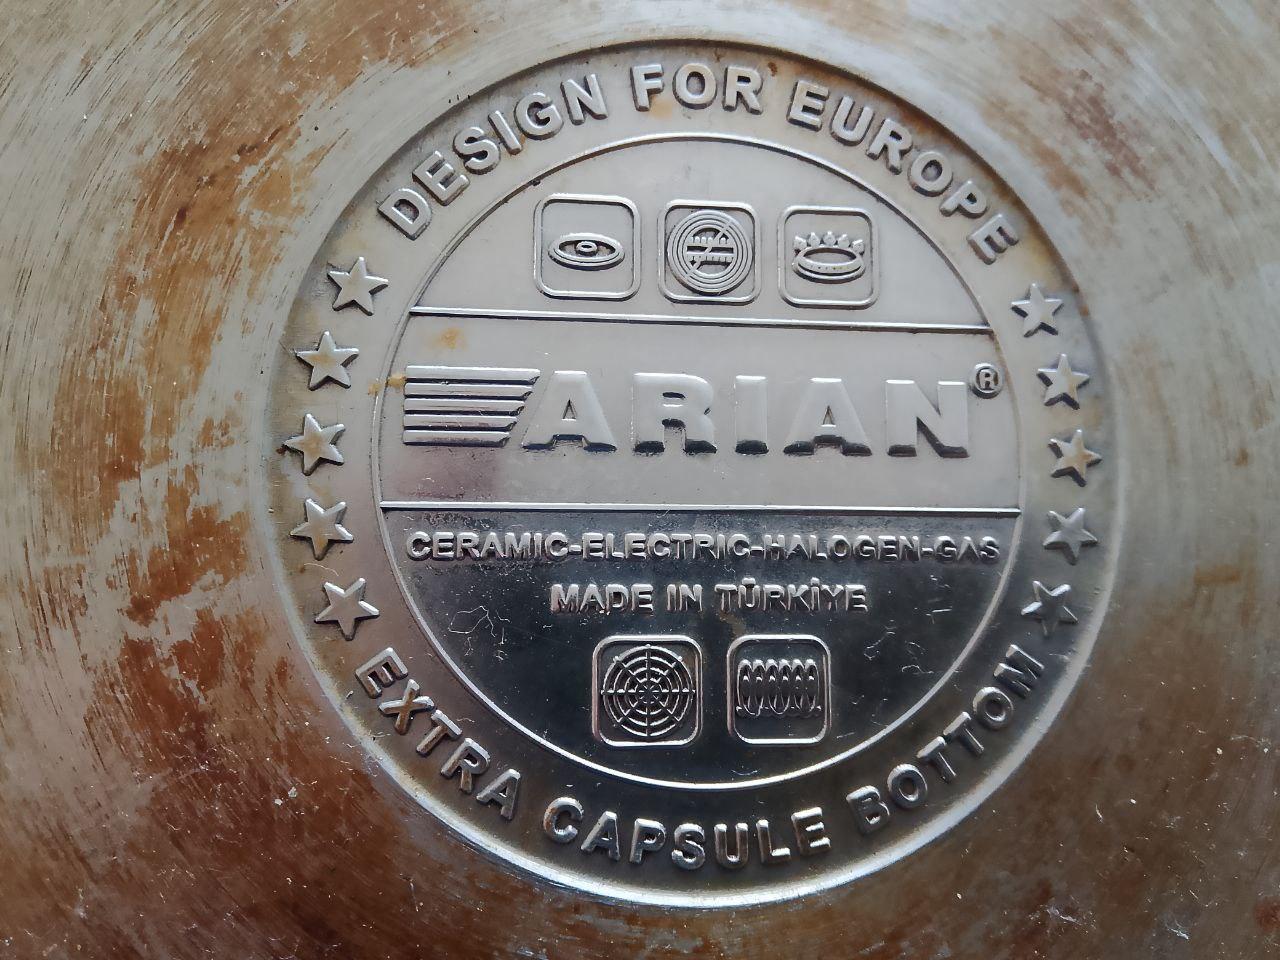 DESIGN FOR EUROPE
ARIAN®
CERAMIC-ELECTRIC-HALOGEN-GAS
MADE IN TÜRKİYE
EXTRA CAPSULE BOTTOM